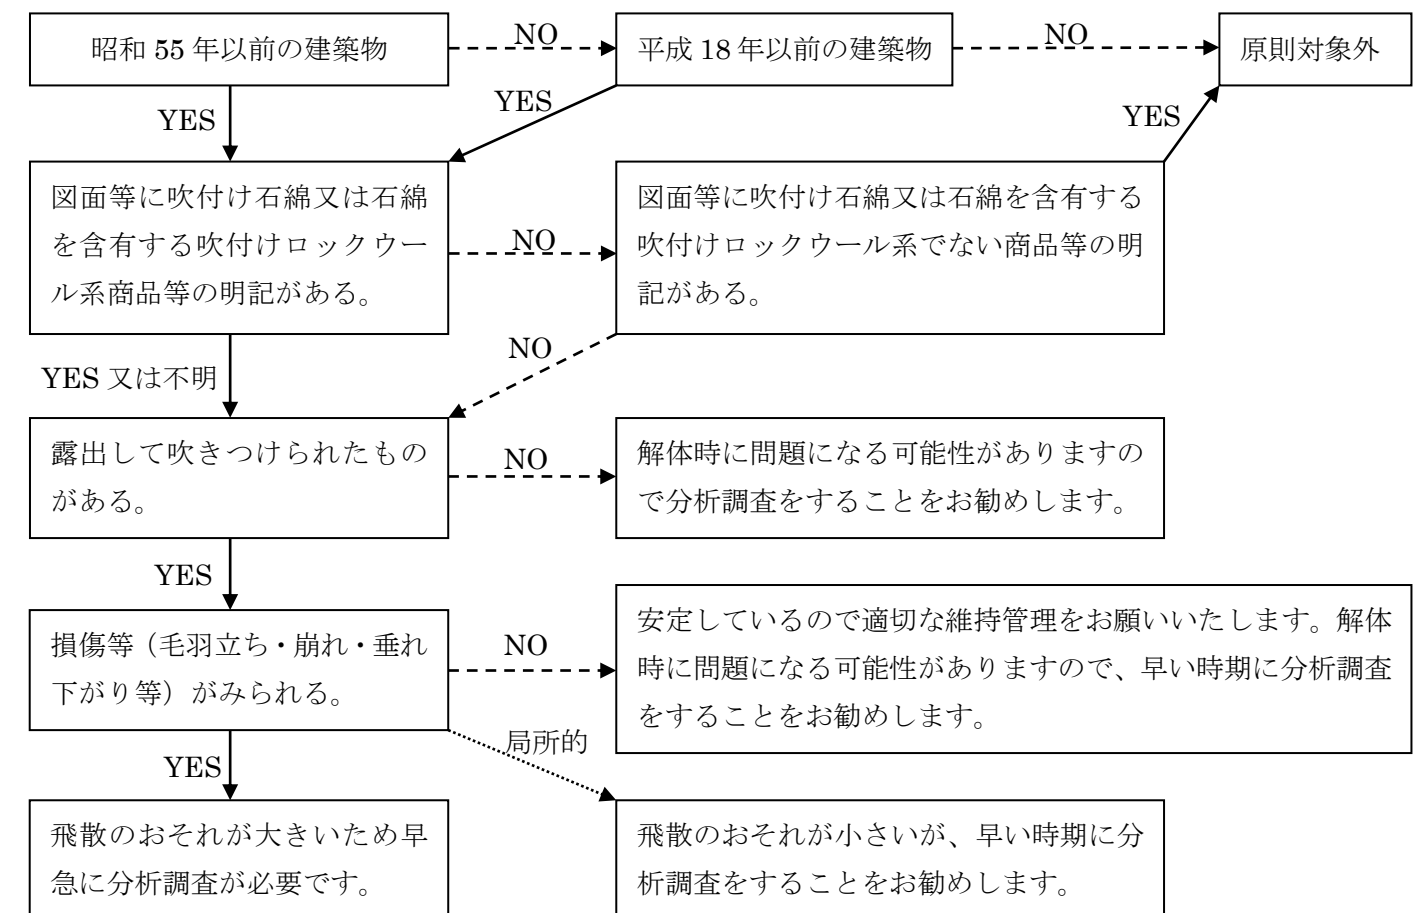 昭和 55 年以前の建築物
NO
平成 18 年以前の建築物
NO
原則対象外
YES
YES
YES
図面等に吹付け石綿又は石綿
を含有する吹付けロックウー
ル系商品等の明記がある。
NO
図面等に吹付け石綿又は石綿を含有する
吹付けロックウール系でない商品等の明
記がある。
YES 又は不明
NO
露出して吹きつけられたもの
がある。
NO
解体時に問題になる可能性がありますの
で分析調査をすることをお勧めします。
YES
損傷等（毛羽立ち・崩れ・垂れ
下がり等）がみられる。
NO
安定しているので適切な維持管理をお願いいたします。解体
時に問題になる可能性がありますので、早い時期に分析調査
をすることをお勧めします。
YES
局所的
飛散のおそれが大きいため早
急に分析調査が必要です。
飛散のおそれが小さいが、早い時期に分
析調査をすることをお勧めします。